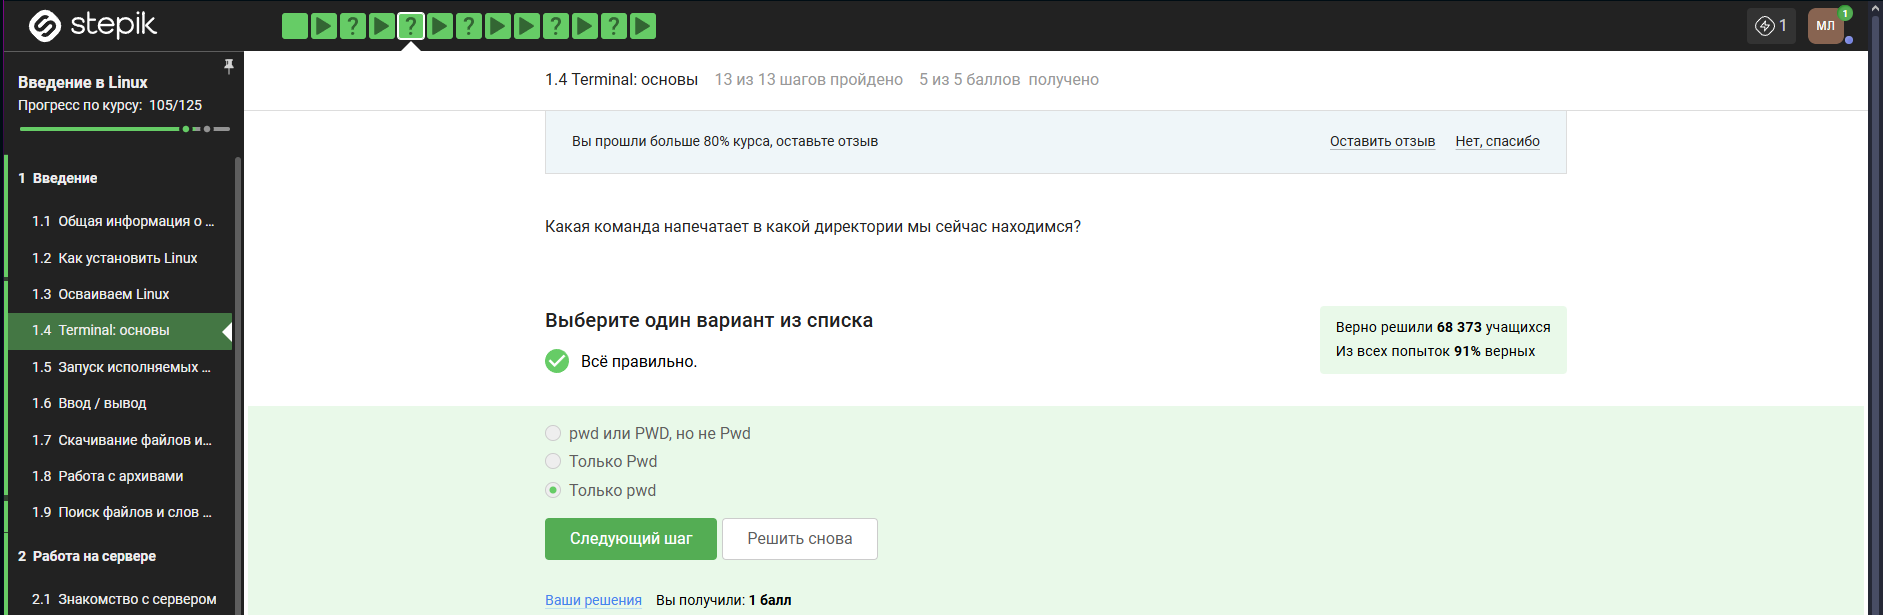 stepik
1
МЛ
1
Введение в Linux
Прогресс по курсу: 105/125
1 Введение
1.1 Общая информация о ...
1.2 Как установить Linux
1.3 Осваиваем Linux
1.4 Terminal: основы
1.5 Запуск исполняемых ...
1.6 Ввод / вывод
1.7 Скачивание файлов и...
1.8 Работа с архивами
1.9 Поиск файлов и слов ...
2 Работа на сервере
2.1 Знакомство с сервером
1.4 Terminal: основы 13 из 13 шагов пройдено 5 из 5 баллов получено
Вы прошли больше 80% курса, оставьте отзыв Оставить отзыв Нет, спасибо
Какая команда напечатает в какой директории мы сейчас находимся?
Выберите один вариант из списка
Всё правильно.
Верно решили 68 373 учащихся
Из всех попыток 91% верных
pwd или PWD, но не Pwd
Только Pwd
Только pwd
Следующий шаг Решить снова
Ваши решения Вы получили: 1 балл